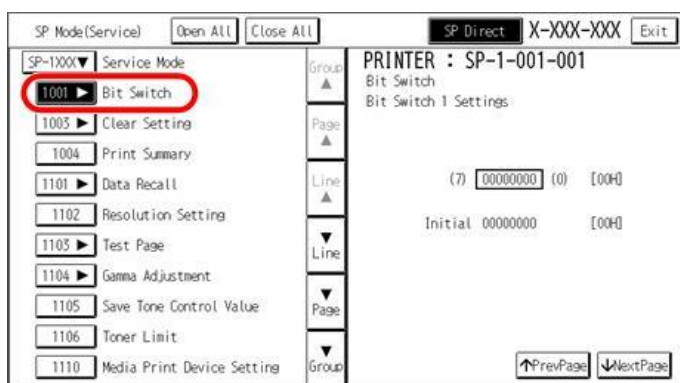 SP Mode(Service) Open All Close All SP Direct X-XXX-XXX Exit
SP-1XXX▼ Service Mode
1001 ▶ Bit Switch
1003 ▶ Clear Setting
1004 Print Summary
1101 ▶ Data Recall
1102 Resolution Setting
1103 ▶ Test Page
1104 ▶ Gamma Adjustment
1105 Save Tone Control Value
1106 Toner Limit
1110 Media Print Device Setting
Group ▲
Page ▲
Line ▲
▼ Line
▼ Page
▼ Group
PRINTER : SP-1-001-001
Bit Switch
Bit Switch 1 Settings
(7) 00000000 (0) [00H]
Initial 00000000 [00H]
↑PrevPage ↓NextPage